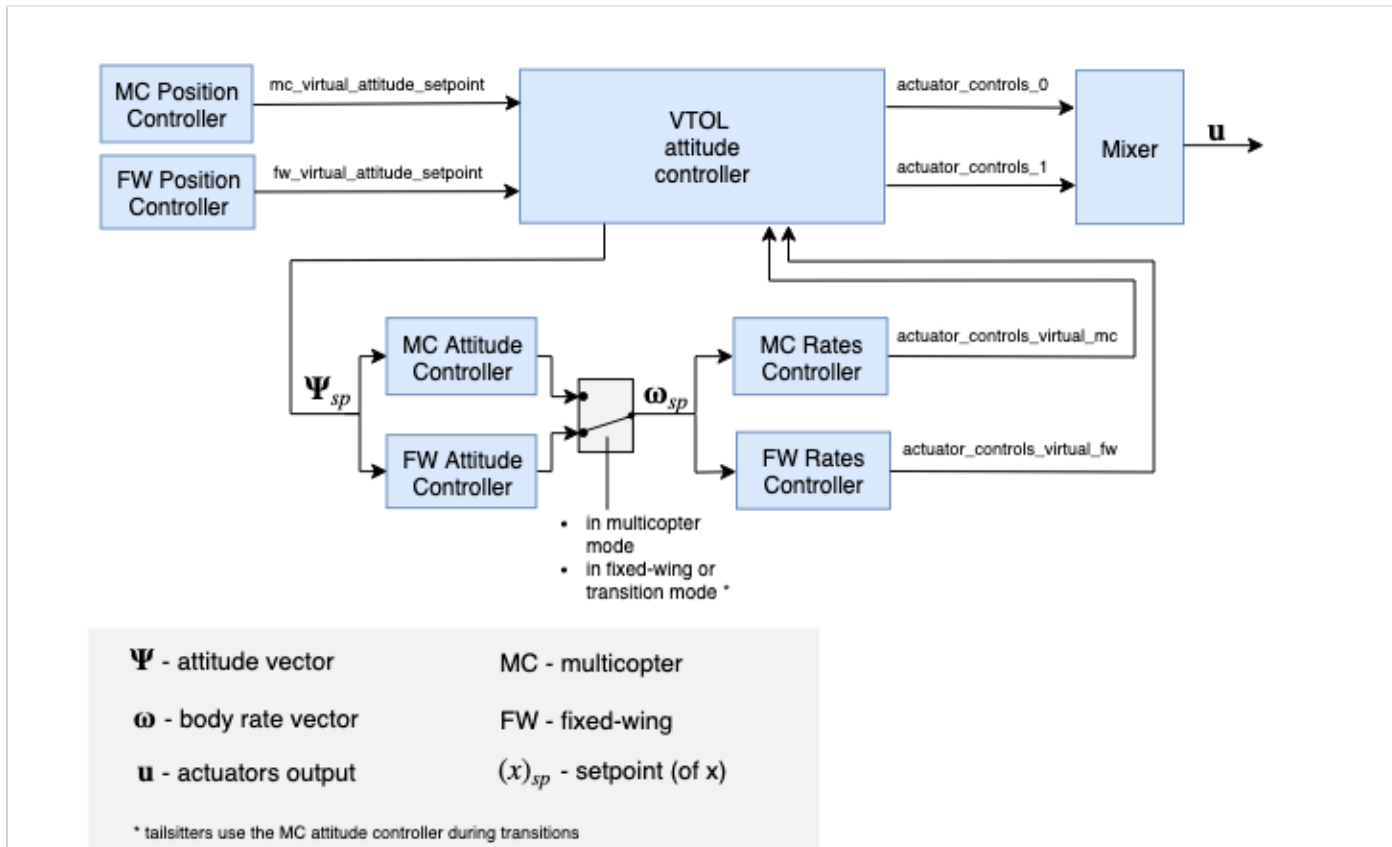 MC Position
Controller
mc_virtual_attitude_setpoint
FW Position
Controller
fw_virtual_attitude_setpoint
VTOL
attitude
controller
actuator_controls_0
actuator_controls_1
Mixer
u
Ψsp
MC Attitude
Controller
FW Attitude
Controller
ωsp
MC Rates
Controller
actuator_controls_virtual_mc
FW Rates
Controller
actuator_controls_virtual_fw
• in multicopter
mode
• in fixed-wing or
transition mode *
Ψ - attitude vector
MC - multicopter
ω - body rate vector
FW - fixed-wing
u - actuators output
(x)sp - setpoint (of x)
* tailsitters use the MC attitude controller during transitions